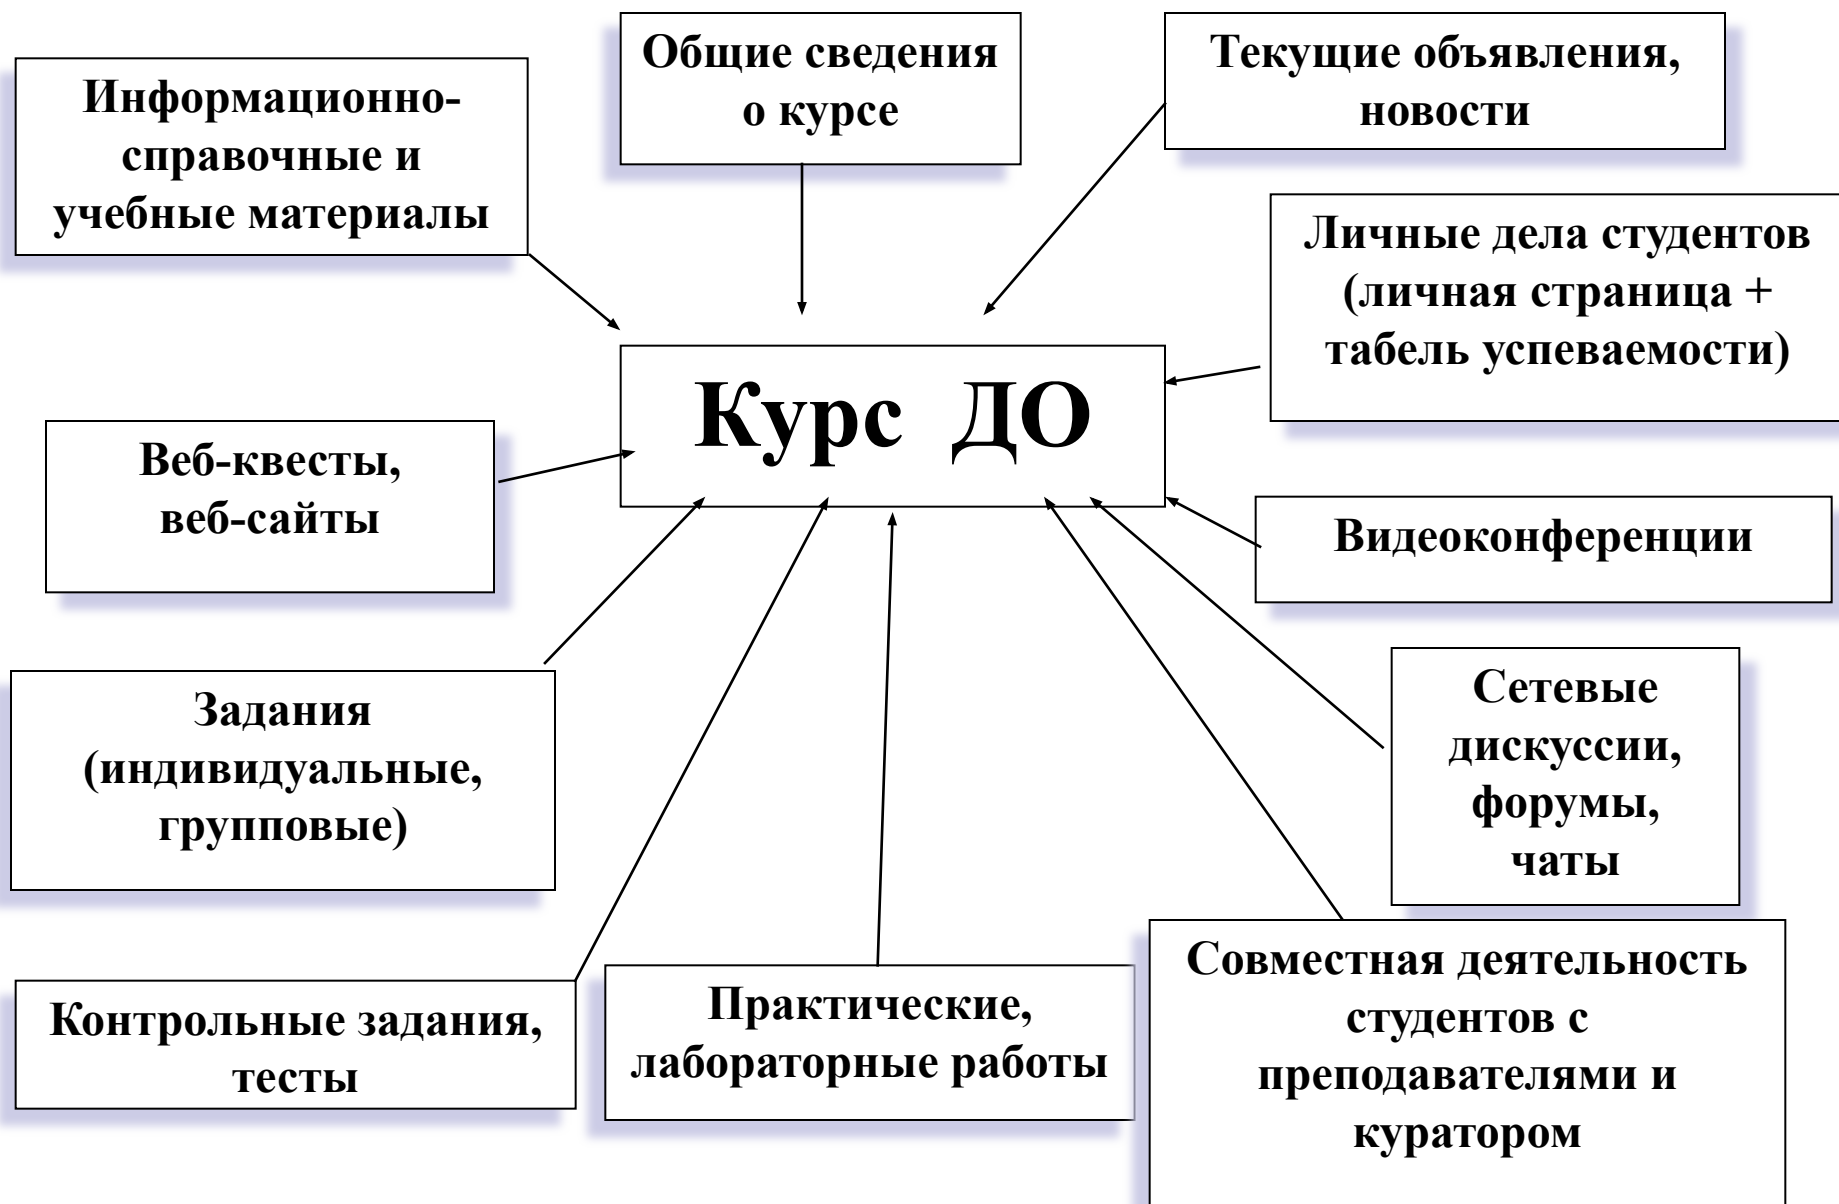 Общие сведения
о курсе
Текущие объявления,
новости
Информационно-
справочные и
учебные материалы
Личные дела студентов
(личная страница +
табель успеваемости)
Курс ДО
Веб-квесты,
веб-сайты
Видеоконференции
Задания
(индивидуальные,
групповые)
Сетевые
дискуссии,
форумы,
чаты
Контрольные задания,
тесты
Практические,
лабораторные работы
Совместная деятельность
студентов с
преподавателями и
куратором